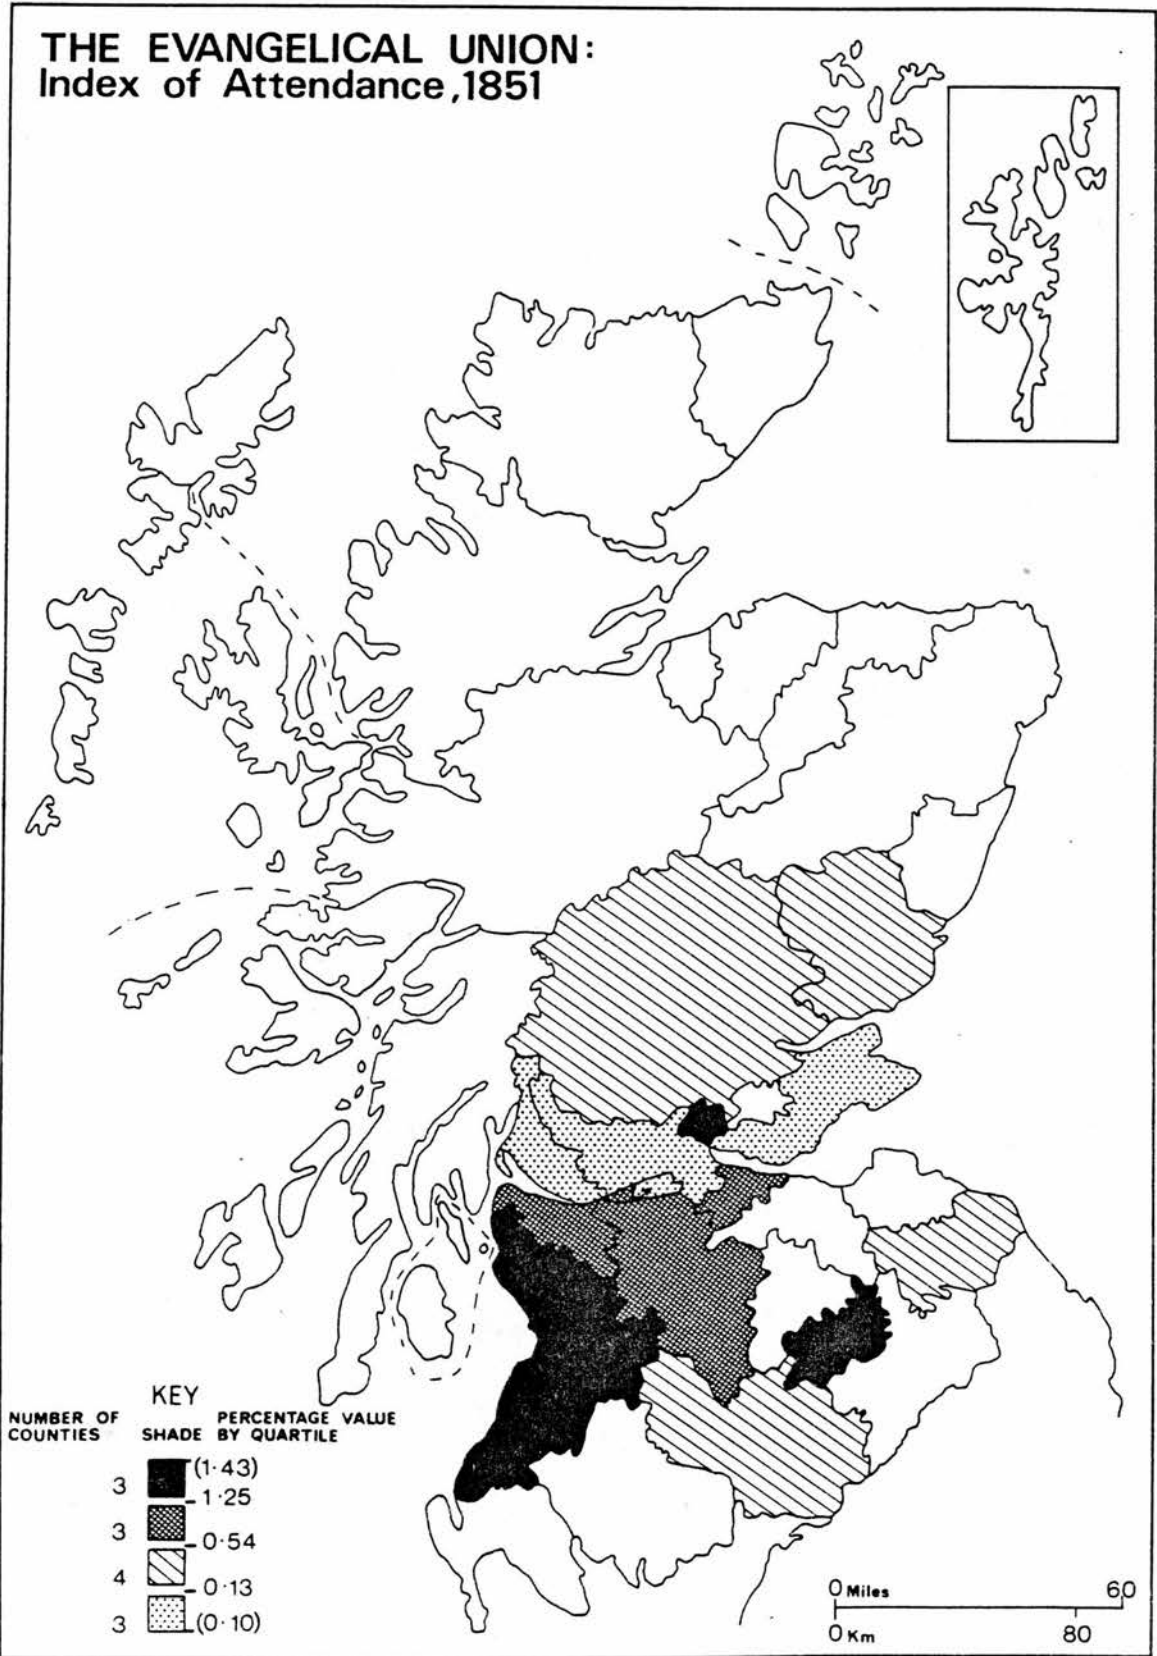 THE EVANGELICAL UNION:
Index of Attendance,1851
KEY
NUMBER OF COUNTIES
SHADE
PERCENTAGE VALUE BY QUARTILE
3
(1·43)
1·25
3
0·54
4
0·13
3
(0·10)
0 Miles 60
0 Km 80